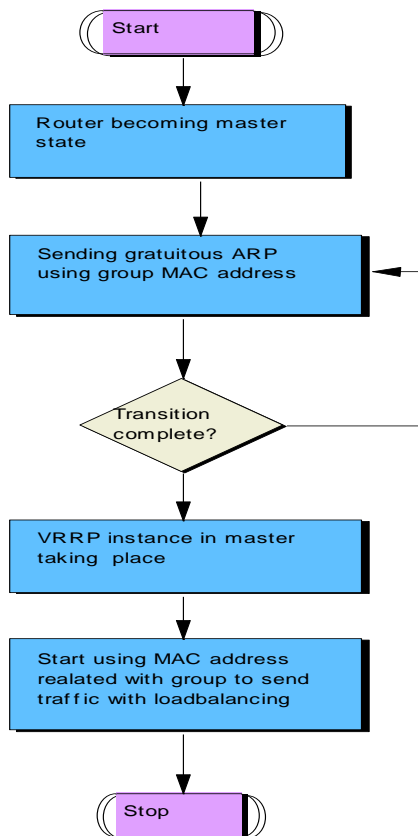 Start
Router becoming master
state
Sending gratuitous ARP
using group MAC address
Transition
complete?
VRRP instance in master
taking place
Start using MAC address
realated with group to send
traffic with loadbalancing
Stop